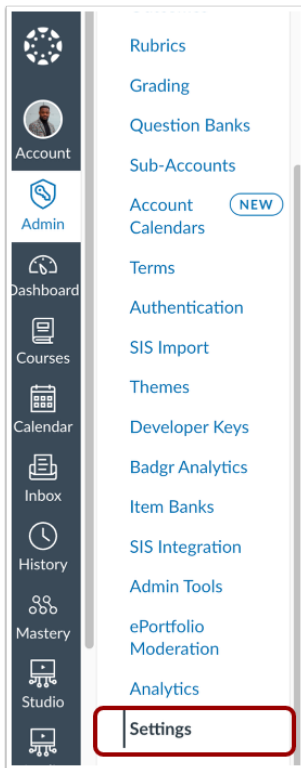 Account
Admin
Dashboard
Courses
Calendar
Inbox
History
Mastery
Studio
Rubrics
Grading
Question Banks
Sub-Accounts
Account NEW
Calendars
Terms
Authentication
SIS Import
Themes
Developer Keys
Badgr Analytics
Item Banks
SIS Integration
Admin Tools
ePortfolio
Moderation
Analytics
Settings